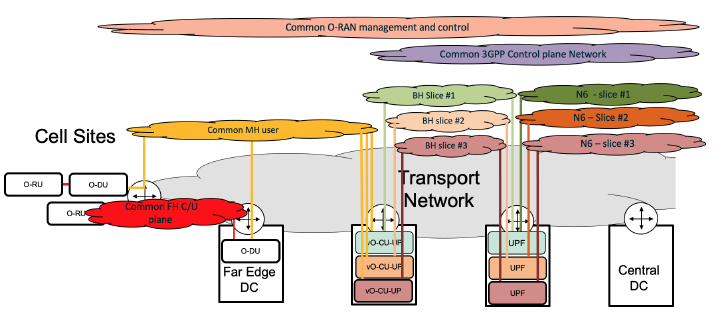 Common O-RAN management and control
Common 3GPP Control plane Network
BH Slice #1
N6 - slice #1
BH slice #2
N6 – Slice #2
Common MH user
BH slice #3
N6 – slice #3
Cell Sites
Transport
Network
O-RU
O-DU
O-RU
Common FH C/U
plane
O-DU
Far Edge
DC
vO-CU-UP
vO-CU-UP
vO-CU-UP
UPF
UPF
UPF
Central
DC